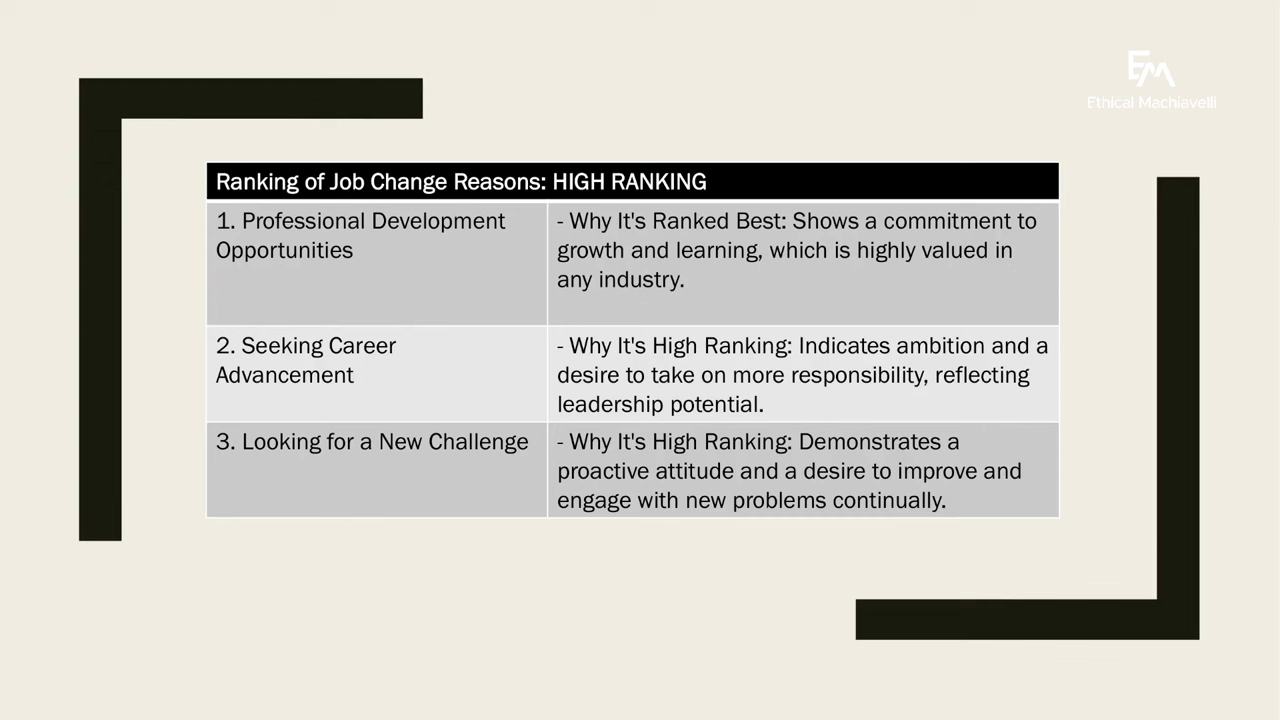 EM
Ethical Machiavelli
Ranking of Job Change Reasons: HIGH RANKING
1. Professional Development
Opportunities
- Why It's Ranked Best: Shows a commitment to
growth and learning, which is highly valued in
any industry.
2. Seeking Career
Advancement
- Why It's High Ranking: Indicates ambition and a
desire to take on more responsibility, reflecting
leadership potential.
3. Looking for a New Challenge
- Why It's High Ranking: Demonstrates a
proactive attitude and a desire to improve and
engage with new problems continually.